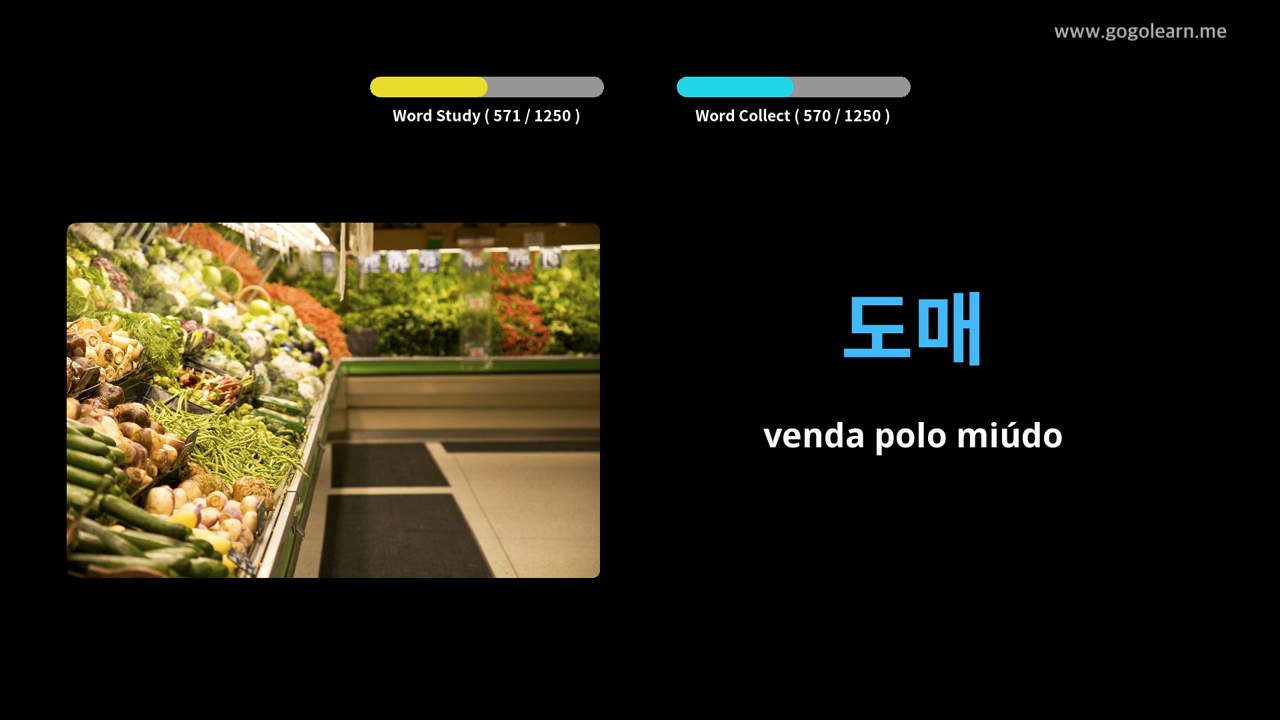 www.gogolearn.me
Word Study ( 571 / 1250 )
Word Collect ( 570 / 1250 )
도매
venda polo miúdo